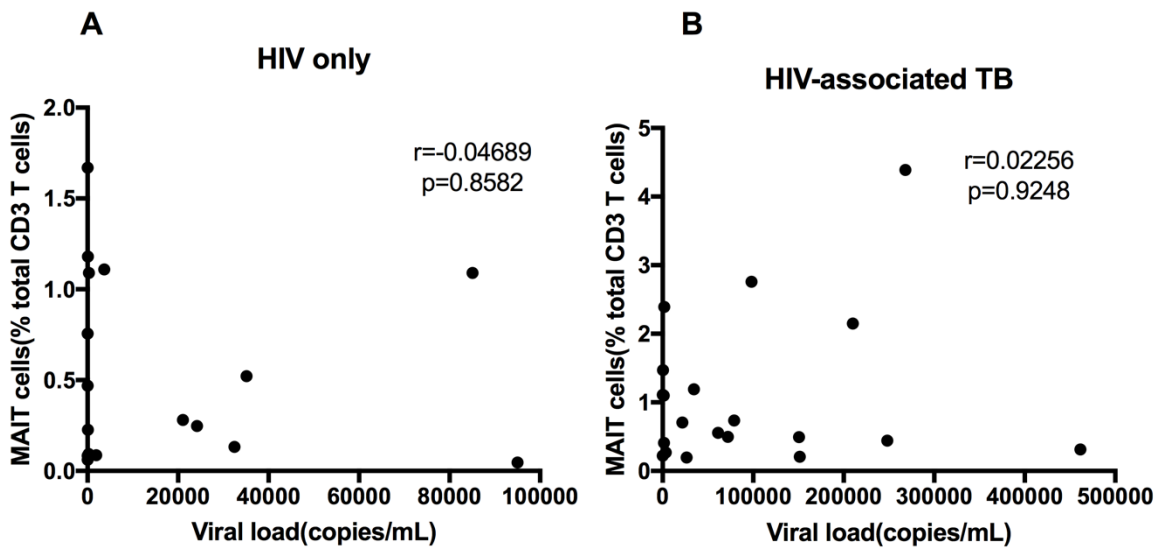 A
HIV only
MAIT cells(% total CD3 T cells)
2.0
1.5
1.0
0.5
0.0
r=-0.04689
p=0.8582
0
20000
40000
60000
80000
100000
Viral load(copies/mL)
B
HIV-associated TB
MAIT cells(% total CD3 T cells)
5
4
3
2
1
0
r=0.02256
p=0.9248
0
100000
200000
300000
400000
500000
Viral load(copies/mL)